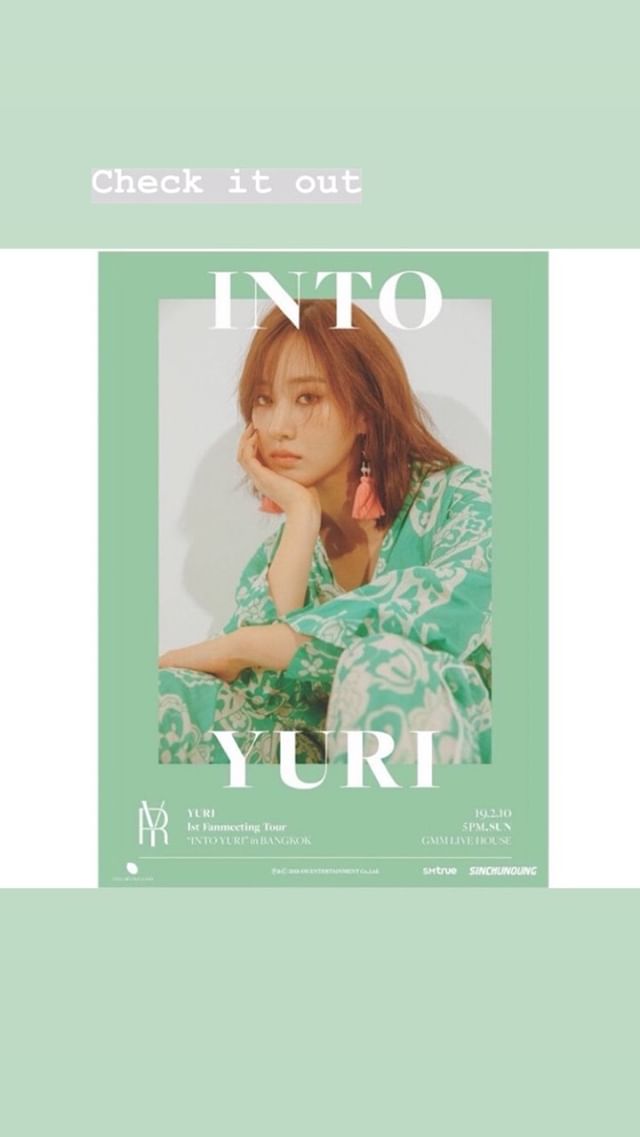 Check it out
INTO
YURI
YURI
1st Fanmeeting Tour
"INTO YURI" in BANGKOK
19.2.10
5PM.SUN
GMM LIVE HOUSE
SMtrue
SINCHUNOUNG